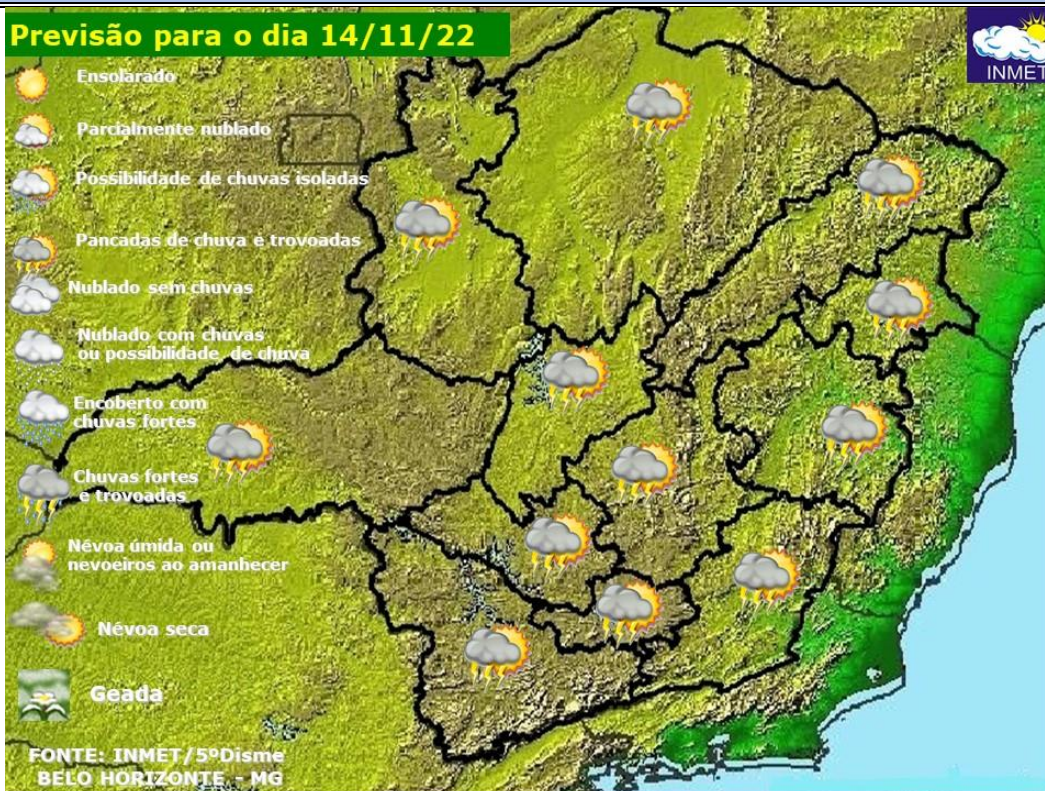 Previsão para o dia 14/11/22
INMET
Ensolarado
Parcialmente nublado
Possibilidade de chuvas isoladas
Pancadas de chuva e trovoadas
Nublado sem chuvas
Nublado com chuvas
ou possibilidade de chuva
Encoberto com
chuvas fortes
Chuvas fortes
e trovoadas
Névoa úmida ou
nevoeiros ao amanhecer
Névoa seca
Geada
FONTE: INMET/5ºDisme
BELO HORIZONTE - MG